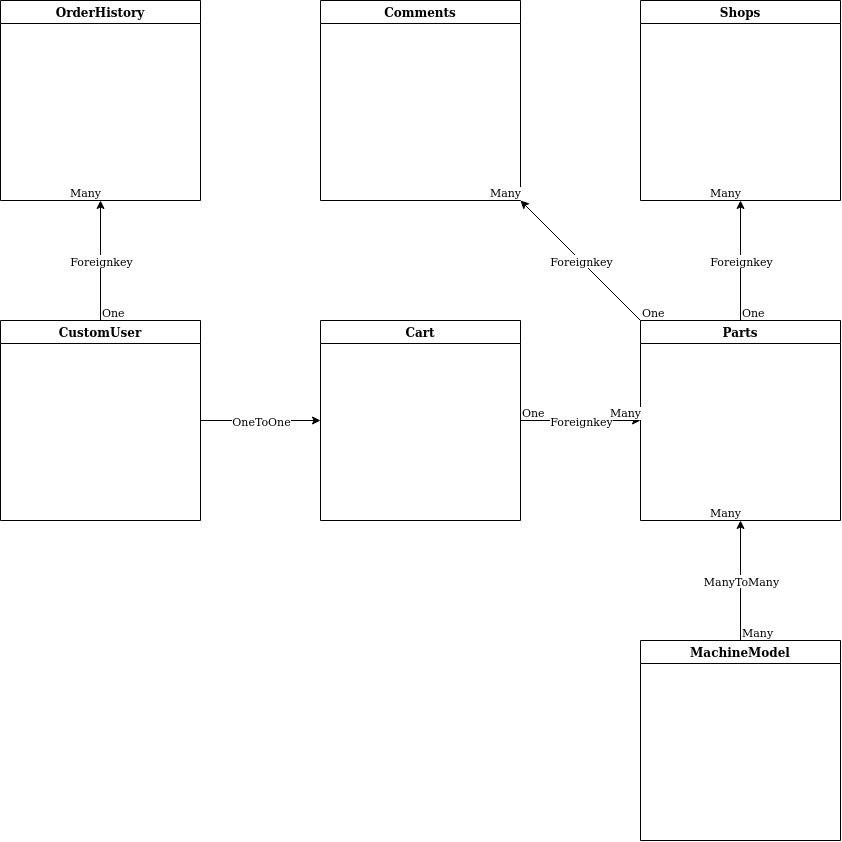 OrderHistory
Comments
Shops
Many
Many
Many
Foreignkey
Foreignkey
Foreignkey
One
One
One
CustomUser
Cart
Parts
OneToOne
One
Foreignkey
Many
Many
ManyToMany
Many
MachineModel